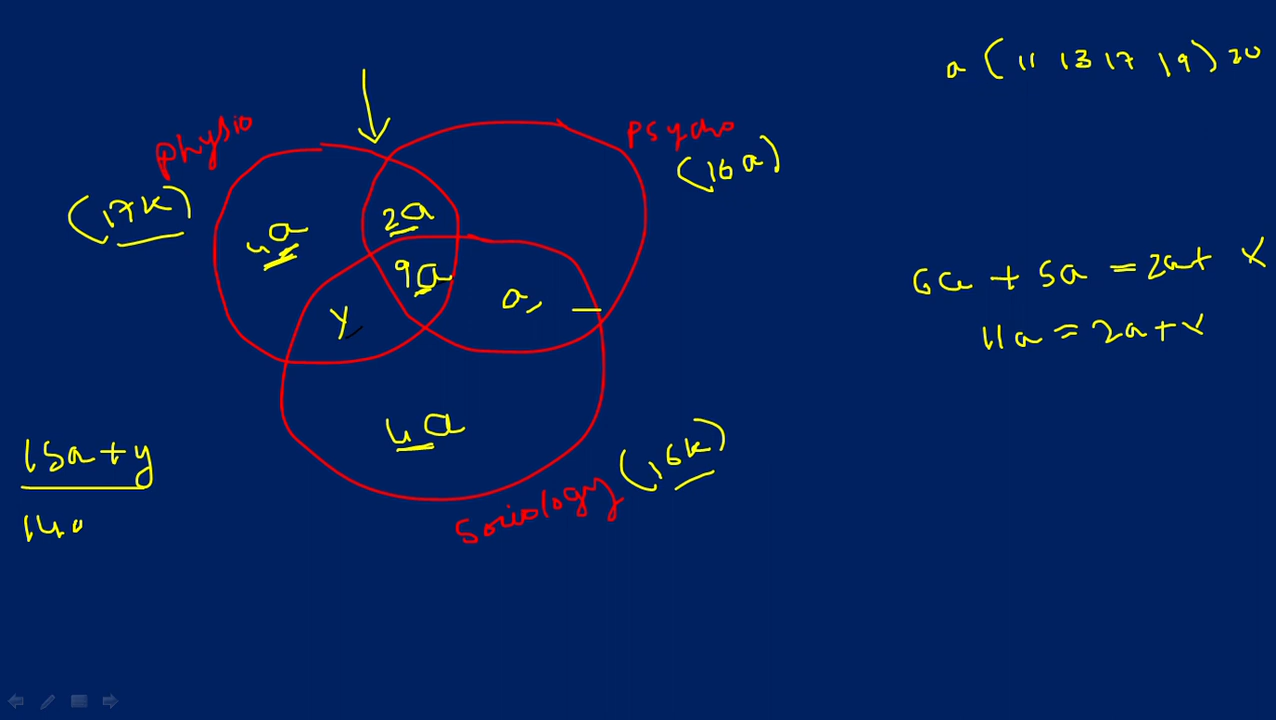 a ( 11 13 17 19 ) 20
physio
psycho
(16a)
(17k)
2a
4a
9a
y
a,
6a + 5a = 2a + x
11a = 2a + x
4a
15a + y
(16k)
sociology
14a